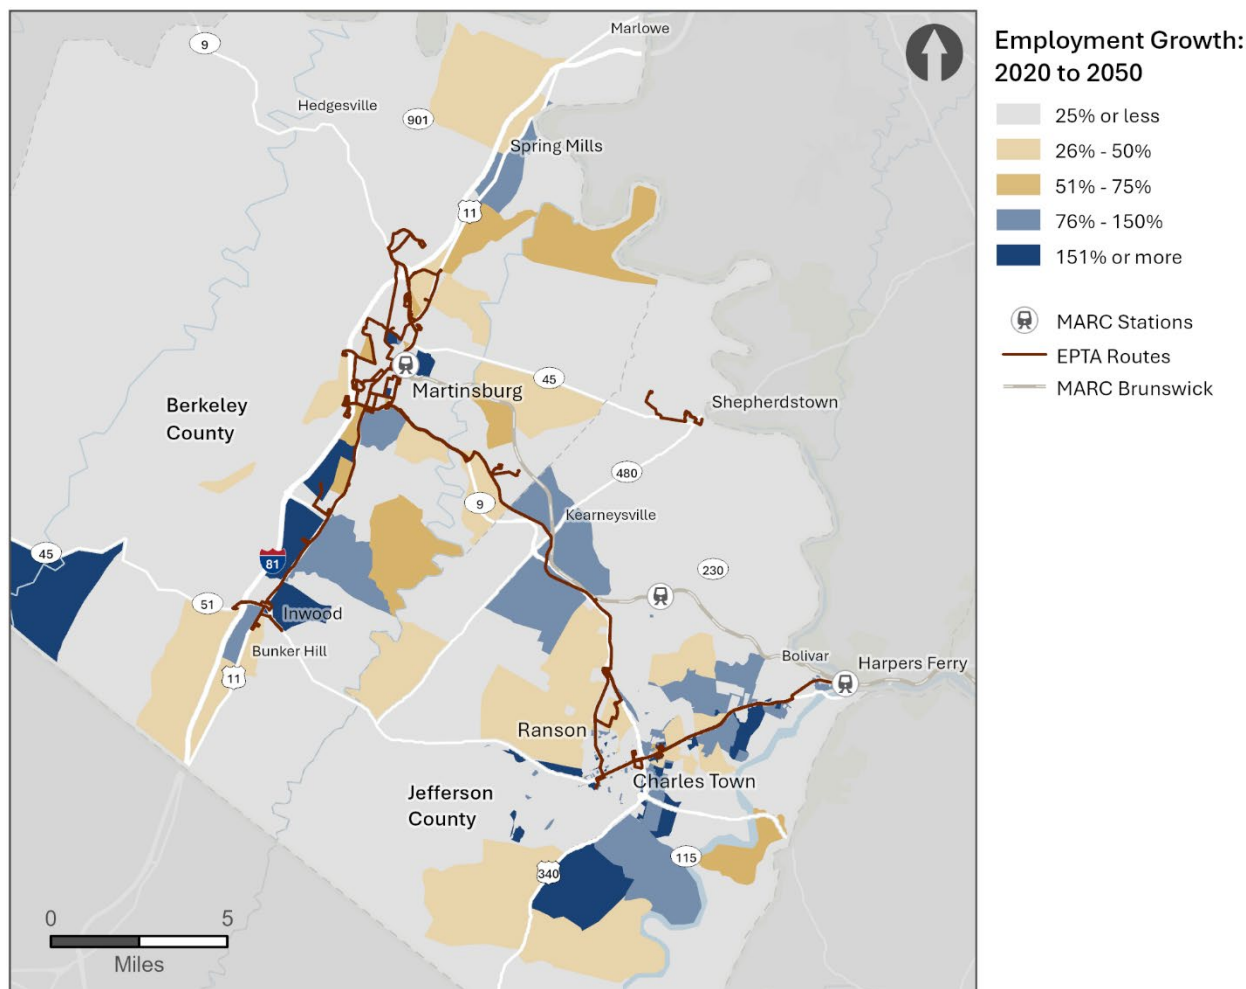 Marlowe
9
Hedgesville
901
Spring Mills
11
Martinsburg
45
Shepherdstown
Berkeley
County
480
9
Kearneysville
45
81
230
51
Inwood
Bunker Hill
11
Bolivar
Harpers Ferry
Ranson
Charles Town
Jefferson
County
115
340
0 5
Miles
Employment Growth:
2020 to 2050
25% or less
26% - 50%
51% - 75%
76% - 150%
151% or more
MARC Stations
EPTA Routes
MARC Brunswick